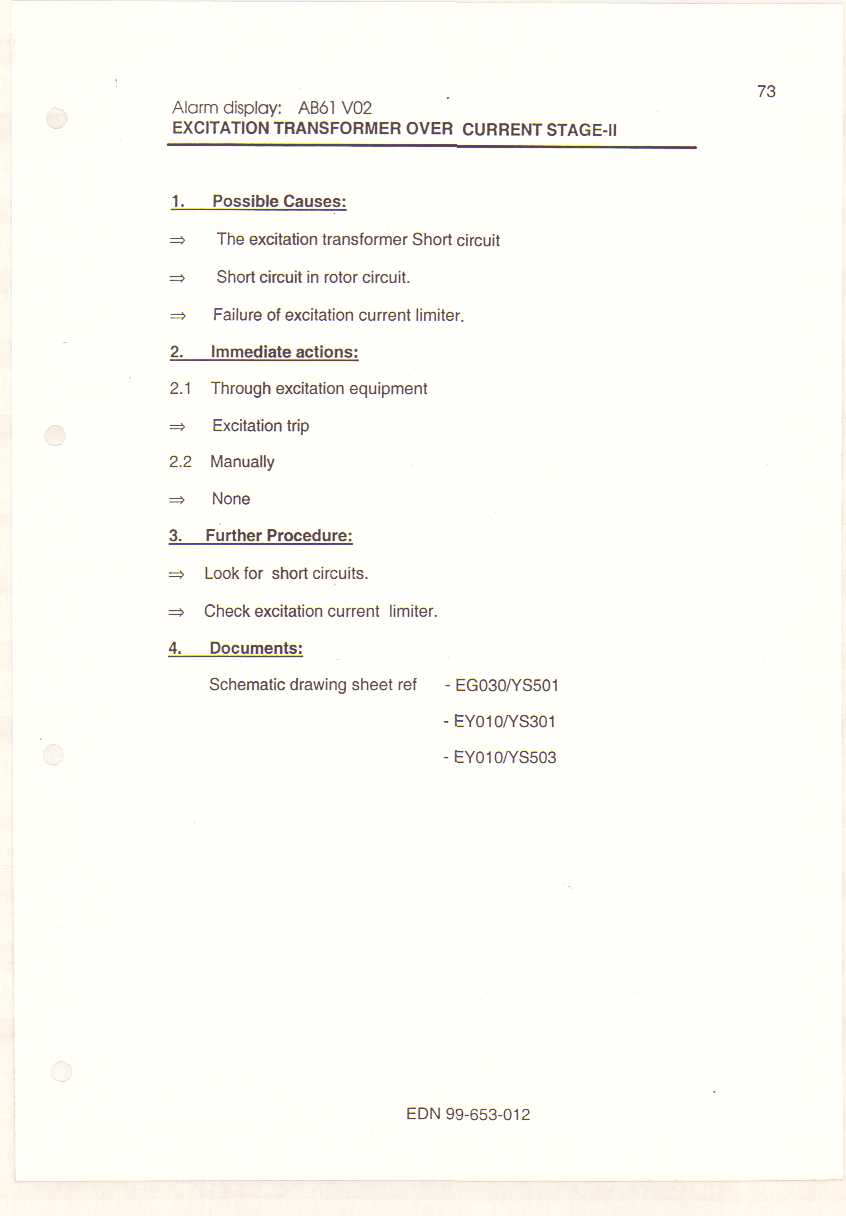 73
Alarm display: AB61 V02
EXCITATION TRANSFORMER OVER CURRENT STAGE-II
1. Possible Causes:
⇒ The excitation transformer Short circuit
⇒ Short circuit in rotor circuit.
⇒ Failure of excitation current limiter.
2. Immediate actions:
2.1 Through excitation equipment
⇒ Excitation trip
2.2 Manually
⇒ None
3. Further Procedure:
⇒ Look for short circuits.
⇒ Check excitation current limiter.
4. Documents:
Schematic drawing sheet ref - EG030/YS501
- EY010/YS301
- EY010/YS503
EDN 99-653-012